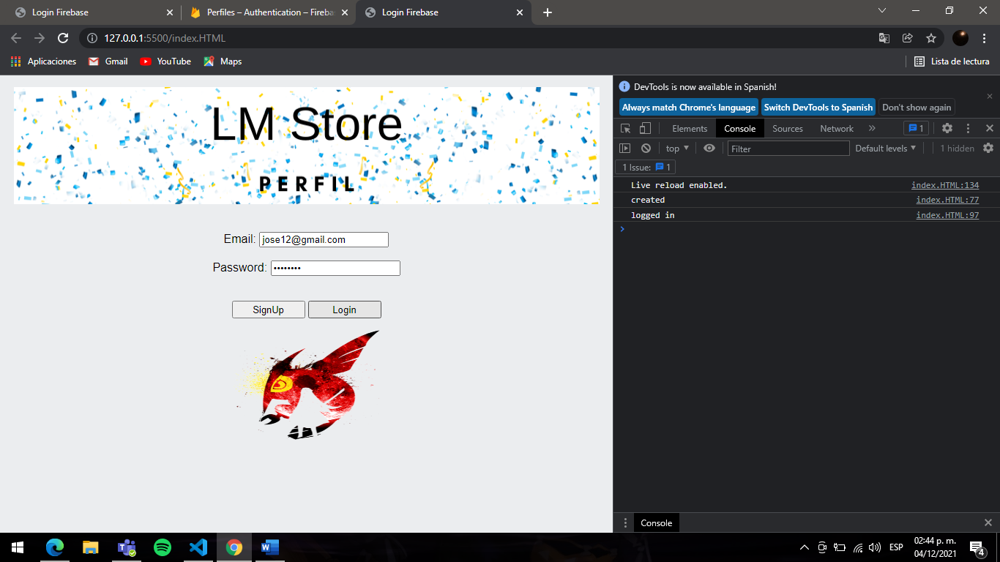 Login Firebase
Perfiles – Authentication – Fireba
Login Firebase
127.0.0.1:5500/index.HTML
Aplicaciones
Gmail
YouTube
Maps
Lista de lectura
LM Store
PERFIL
Email: jose12@gmail.com
Password: ••••••••
SignUp
Login
DevTools is now available in Spanish!
Always match Chrome's language
Switch DevTools to Spanish
Don't show again
Elements
Console
Sources
Network
1
top
Filter
Default levels
1 hidden
1 Issue: 1
Live reload enabled. index.HTML:134
created index.HTML:77
logged in index.HTML:97
Console
ESP
02:44 p. m.
04/12/2021
4